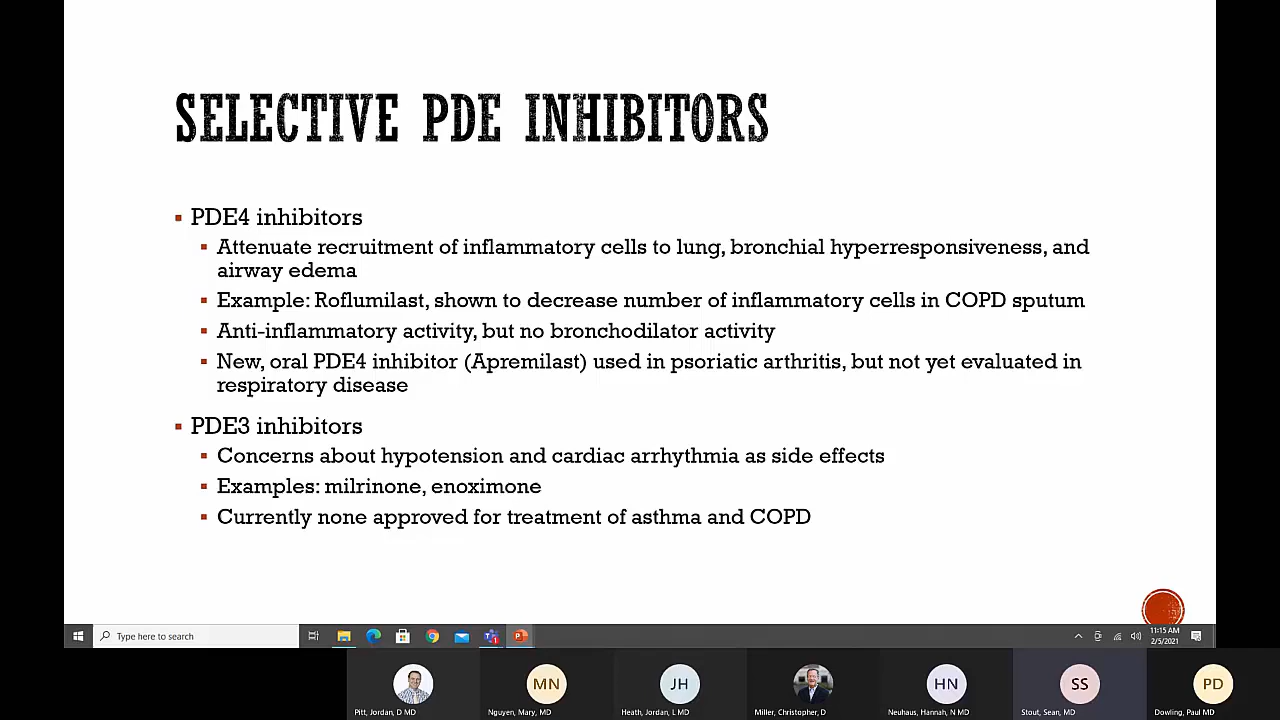 SELECTIVE PDE INHIBITORS
PDE4 inhibitors
Attenuate recruitment of inflammatory cells to lung, bronchial hyperresponsiveness, and
airway edema
Example: Roflumilast, shown to decrease number of inflammatory cells in COPD sputum
Anti-inflammatory activity, but no bronchodilator activity
New, oral PDE4 inhibitor (Apremilast) used in psoriatic arthritis, but not yet evaluated in
respiratory disease
PDE3 inhibitors
Concerns about hypotension and cardiac arrhythmia as side effects
Examples: milrinone, enoximone
Currently none approved for treatment of asthma and COPD
Type here to search
11:15 AM
2/5/2021
MN
JH
HN
SS
PD
Pitt, Jordan, D MD
Nguyen, Mary, MD
Heath, Jordan, L MD
Miller, Christopher, D
Neuhaus, Hannah, N MD
Stout, Sean, MD
Dowling, Paul MD